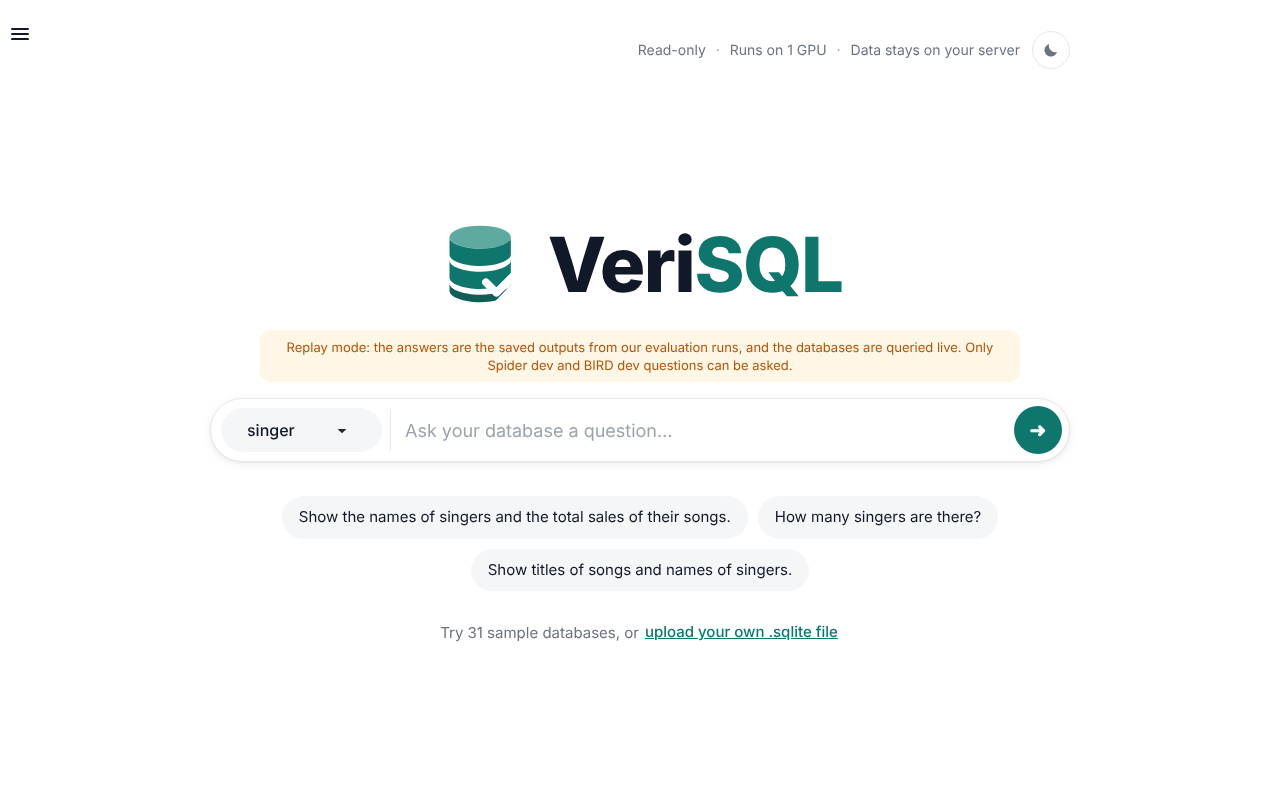 Read-only · Runs on 1 GPU · Data stays on your server
VeriSQL
Replay mode: the answers are the saved outputs from our evaluation runs, and the databases are queried live. Only
Spider dev and BIRD dev questions can be asked.
singer
Ask your database a question...
Show the names of singers and the total sales of their songs.
How many singers are there?
Show titles of songs and names of singers.
Try 31 sample databases, or upload your own .sqlite file